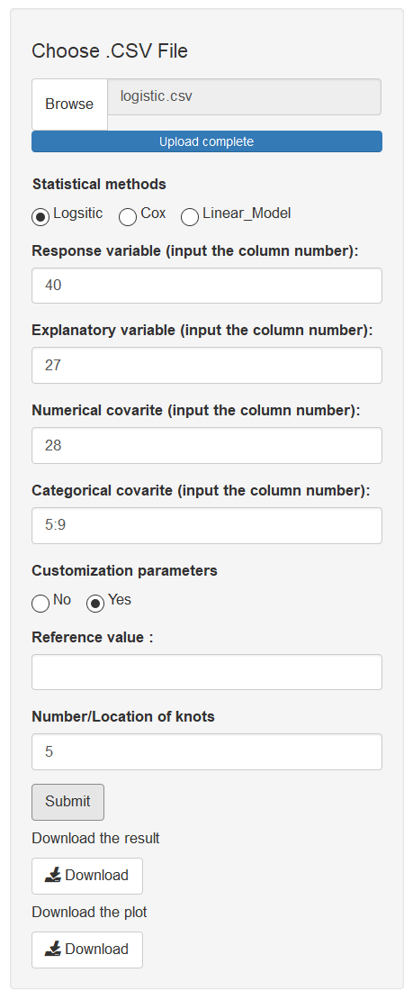 Choose .CSV File
Browse logistic.csv
Upload complete
Statistical methods
Logsitic Cox Linear_Model
Response variable (input the column number):
40
Explanatory variable (input the column number):
27
Numerical covarite (input the column number):
28
Categorical covarite (input the column number):
5:9
Customization parameters
No Yes
Reference value :
Number/Location of knots
5
Submit
Download the result
Download
Download the plot
Download